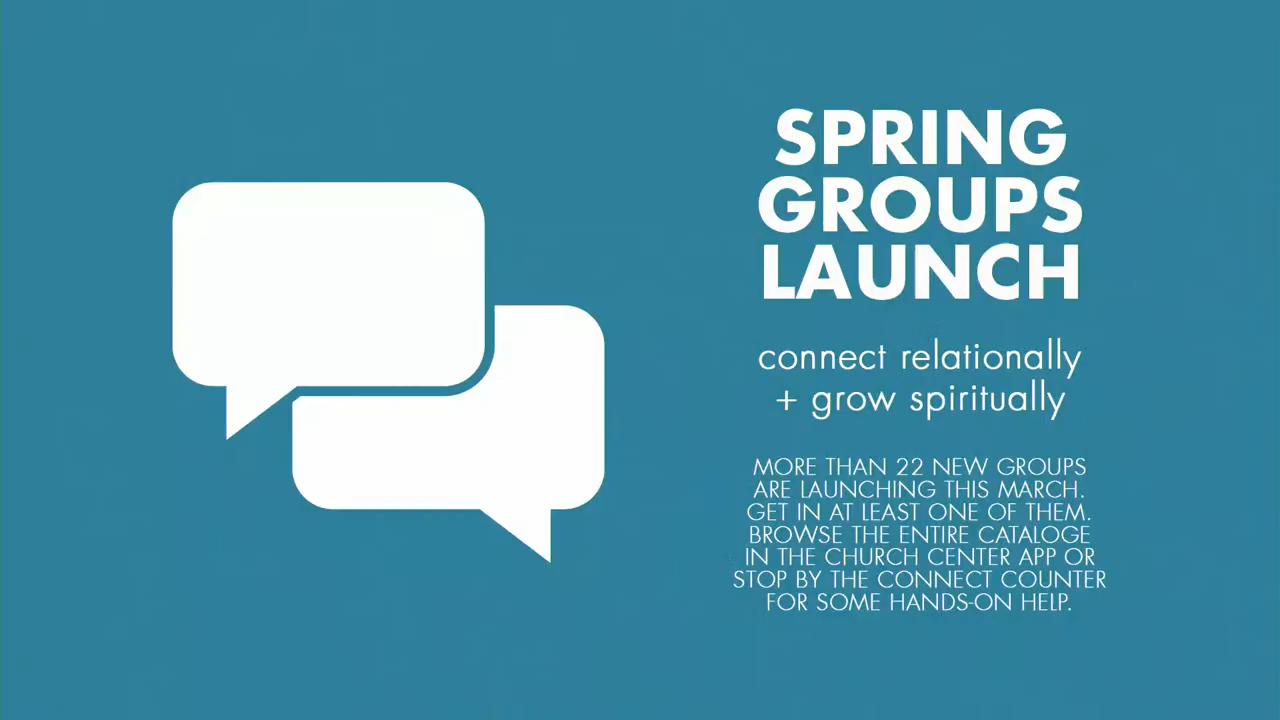 SPRING
GROUPS
LAUNCH
connect relationally
+ grow spiritually
MORE THAN 22 NEW GROUPS
ARE LAUNCHING THIS MARCH.
GET IN AT LEAST ONE OF THEM.
BROWSE THE ENTIRE CATALOGE
IN THE CHURCH CENTER APP OR
STOP BY THE CONNECT COUNTER
FOR SOME HANDS-ON HELP.